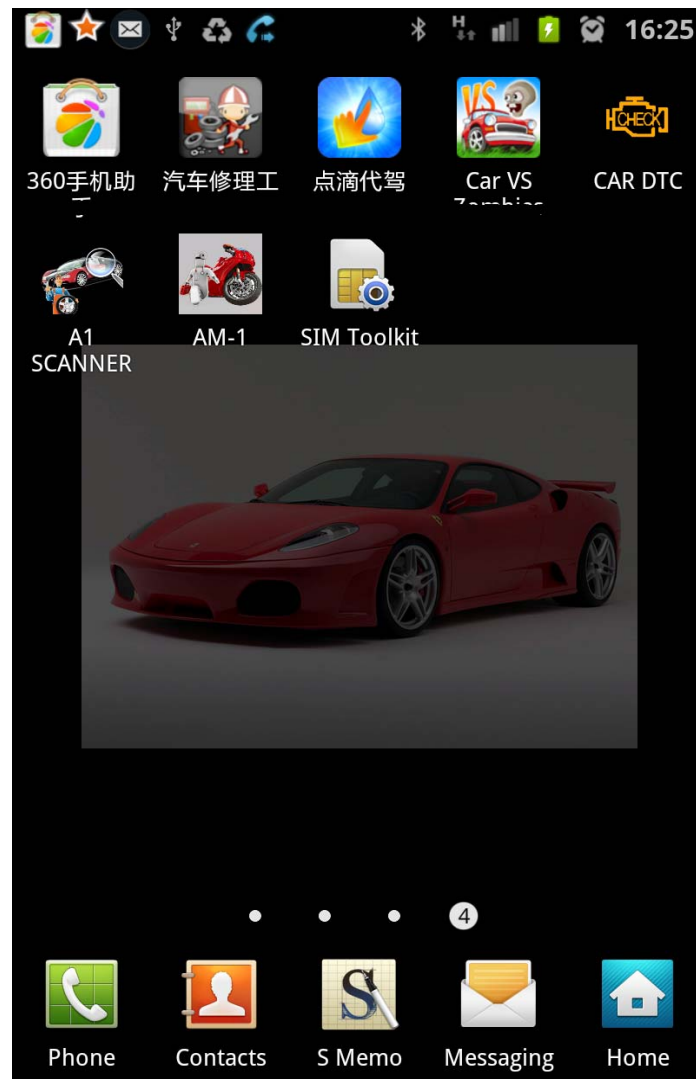 H
16:25
VS
CHECK
360手机助
汽车修理工
点滴代驾
Car VS
CAR DTC
A1
SCANNER
AM-1
SIM Toolkit
4
S
Phone
Contacts
S Memo
Messaging
Home